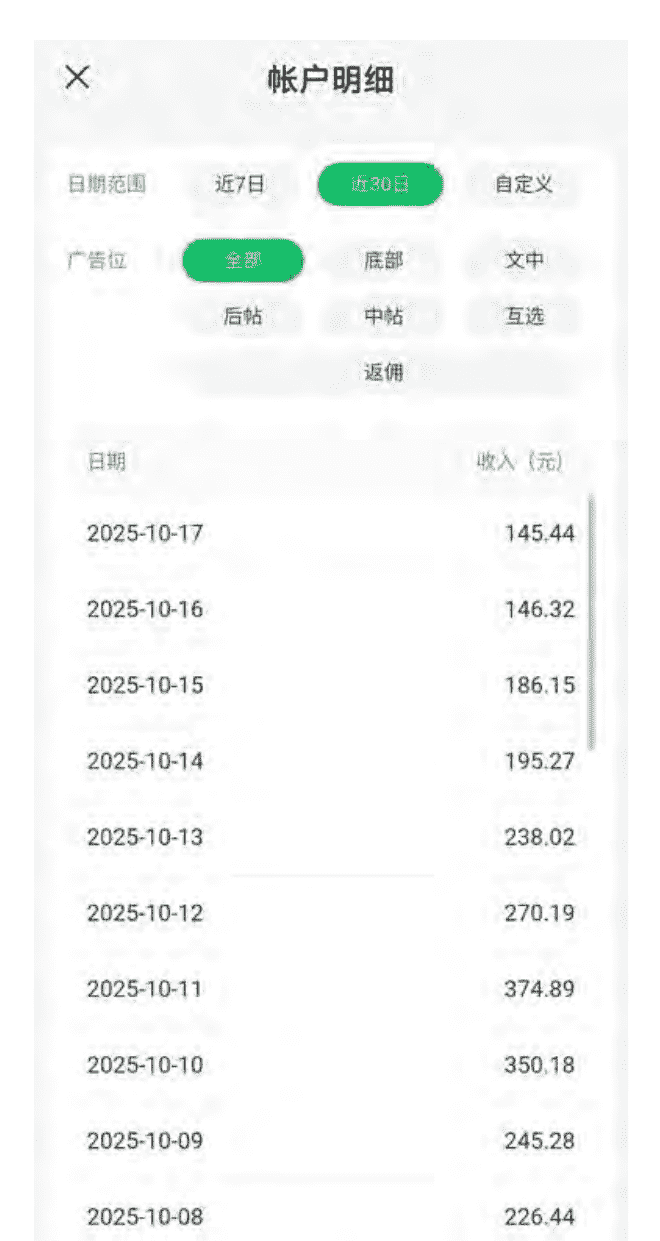 帐户明细
日期范围 近7日 近30日 自定义
广告位 全部 底部 文中
后帖 中帖 互选
返佣
日期 收入（元）
2025-10-17 145.44
2025-10-16 146.32
2025-10-15 186.15
2025-10-14 195.27
2025-10-13 238.02
2025-10-12 270.19
2025-10-11 374.89
2025-10-10 350.18
2025-10-09 245.28
2025-10-08 226.44